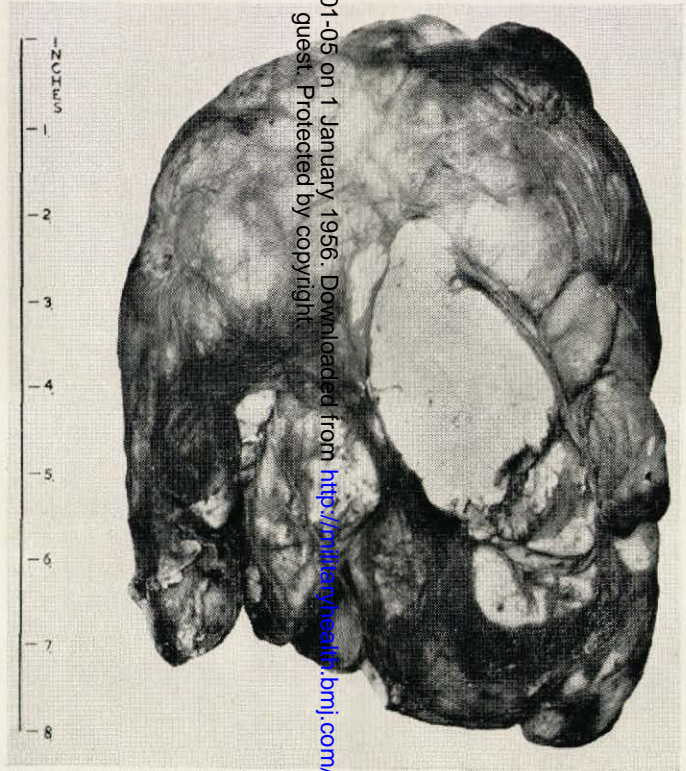 INCHES
1
2
3
4
5
6
7
8
01-05 on 1 January 1956. Downloaded from http://militaryhealth.bmj.com/
guest. Protected by copyright.